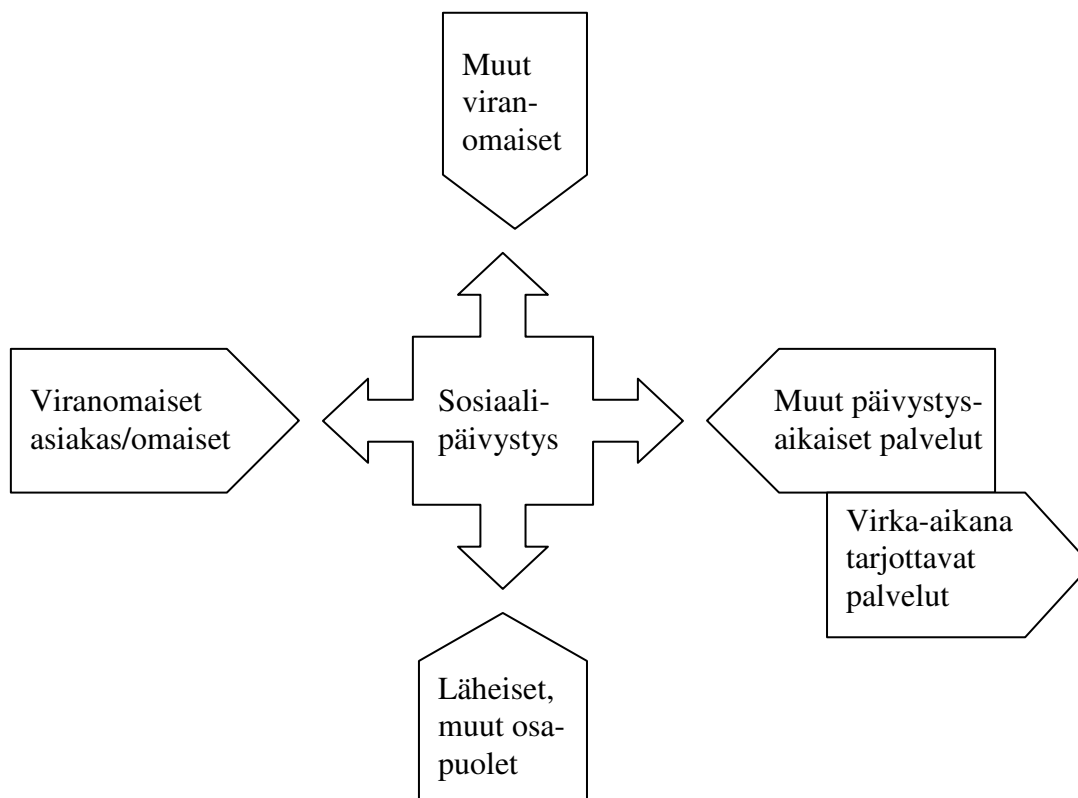 Muut
viran-
omaiset
Viranomaiset
asiakas/omaiset
Sosiaali-
päivystys
Muut päivystys-
aikaiset palvelut
Virka-aikana
tarjottavat
palvelut
Läheiset,
muut osa-
puolet